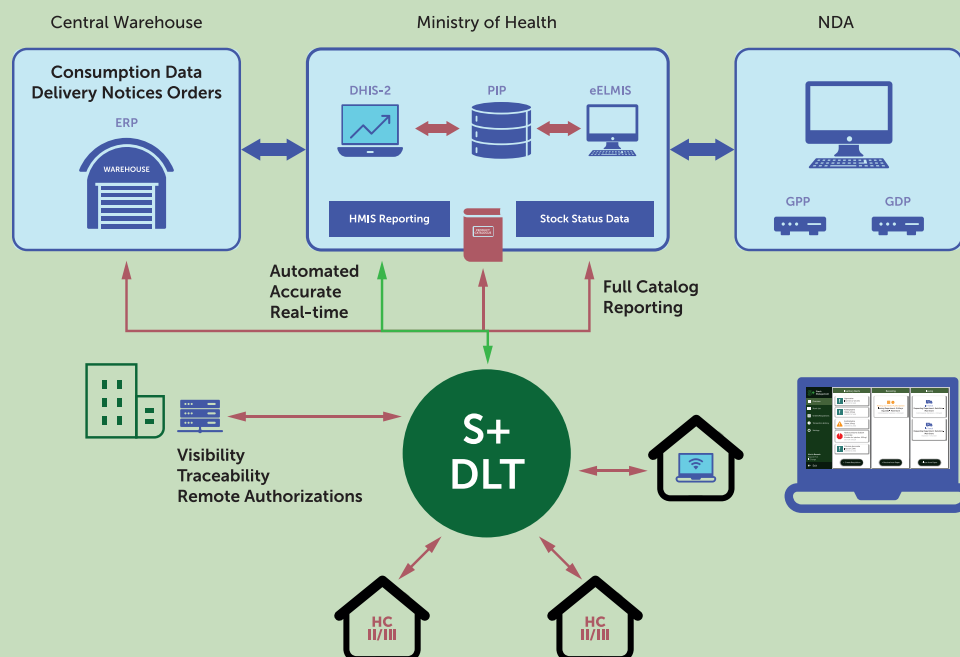 Central Warehouse
Ministry of Health
NDA
Consumption Data
Delivery Notices Orders
ERP
WAREHOUSE
DHIS-2
PIP
eELMIS
HMIS Reporting
Stock Status Data
GPP
GDP
Automated
Accurate
Real-time
Full Catalog
Reporting
Visibility
Traceability
Remote Authorizations
S+
DLT
HC
II/III
HC
II/III